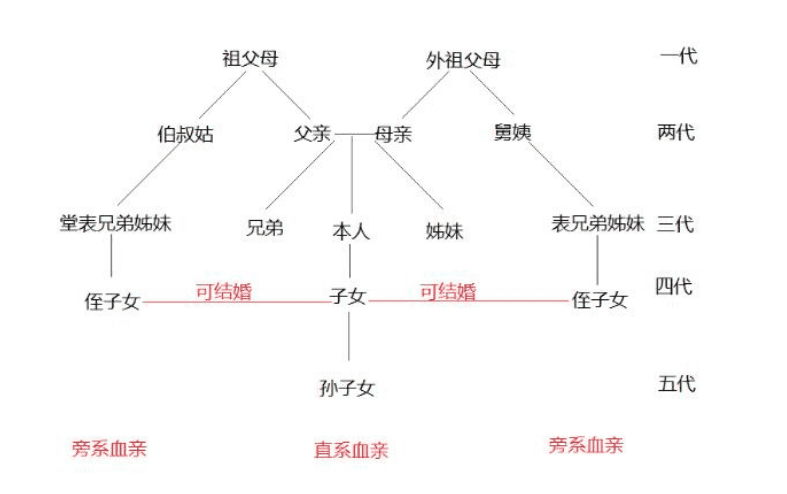 祖父母 外祖父母 一代
伯叔姑 父亲 母亲 舅姨 两代
堂表兄弟姊妹 兄弟 本人 姊妹 表兄弟姊妹 三代
侄子女 可结婚 子女 可结婚 侄子女 四代
孙子女 五代
旁系血亲 直系血亲 旁系血亲